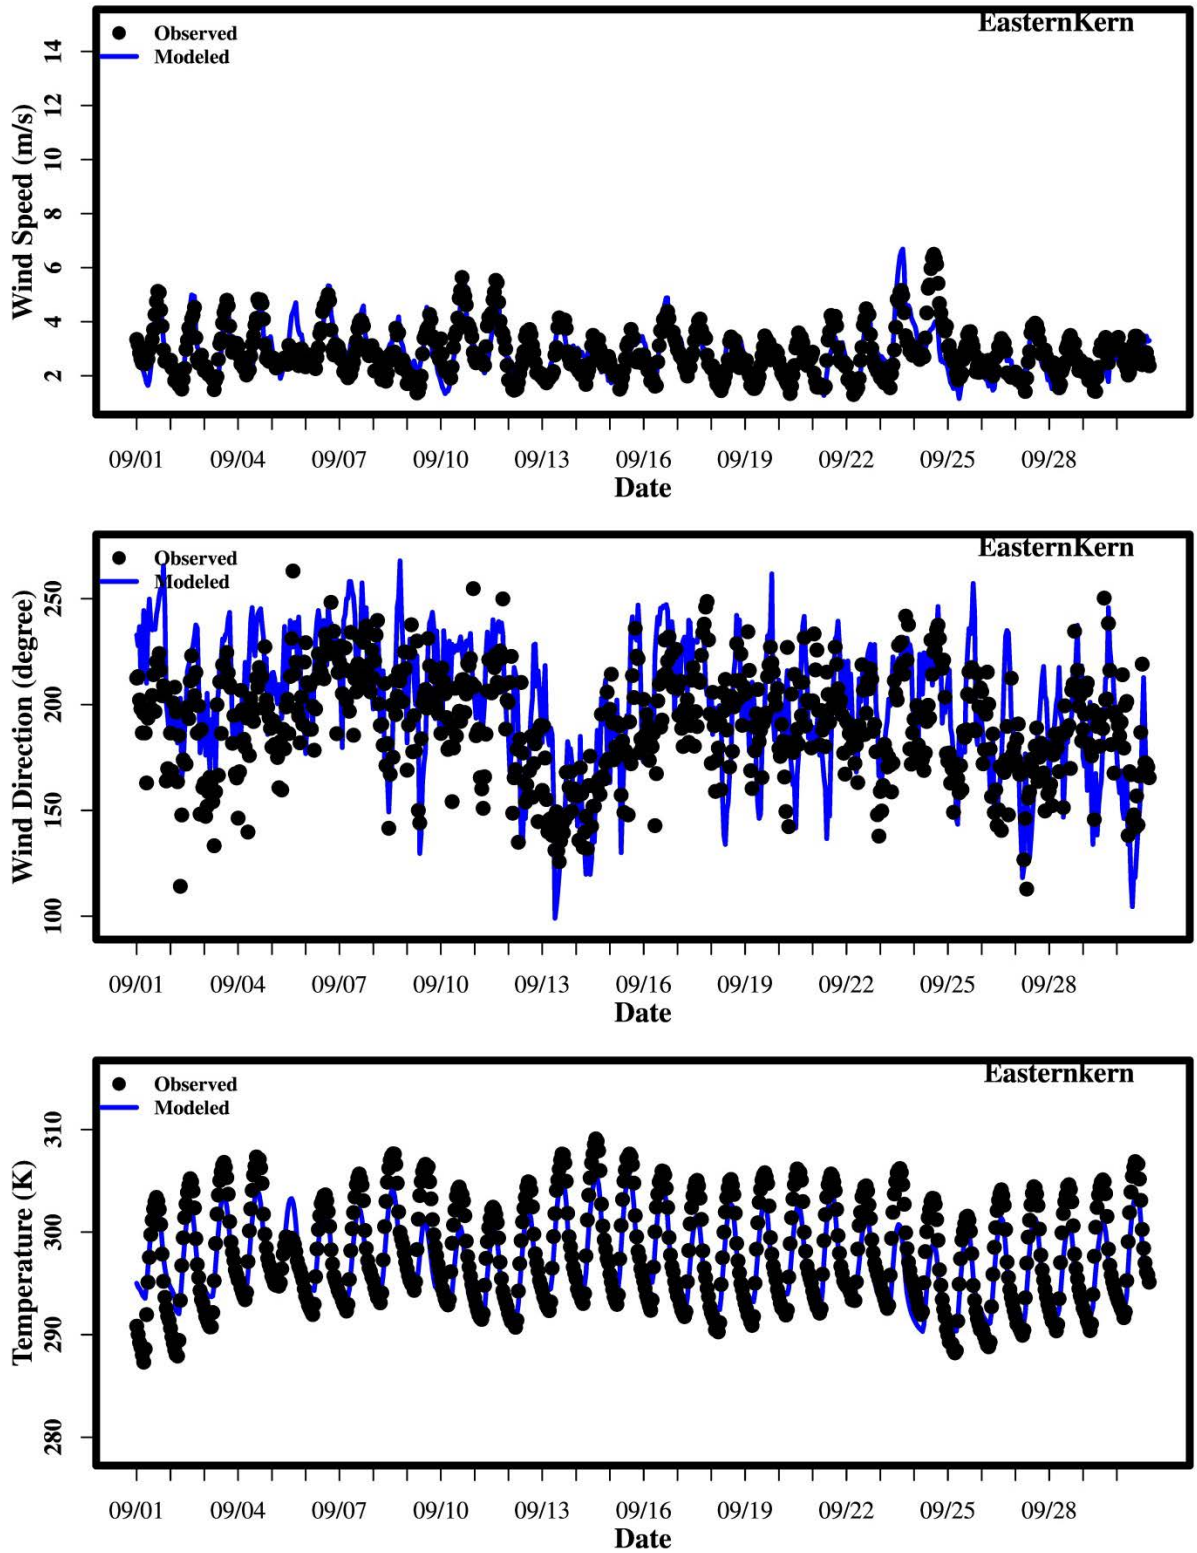 EasternKern
Observed
Modeled
Wind Speed (m/s)
14
12
10
8
6
4
2
09/01 09/04 09/07 09/10 09/13 09/16 09/19 09/22 09/25 09/28
Date
EasternKern
Observed
Modeled
Wind Direction (degree)
250
200
150
100
09/01 09/04 09/07 09/10 09/13 09/16 09/19 09/22 09/25 09/28
Date
Easternkern
Observed
Modeled
Temperature (K)
310
300
290
280
09/01 09/04 09/07 09/10 09/13 09/16 09/19 09/22 09/25 09/28
Date